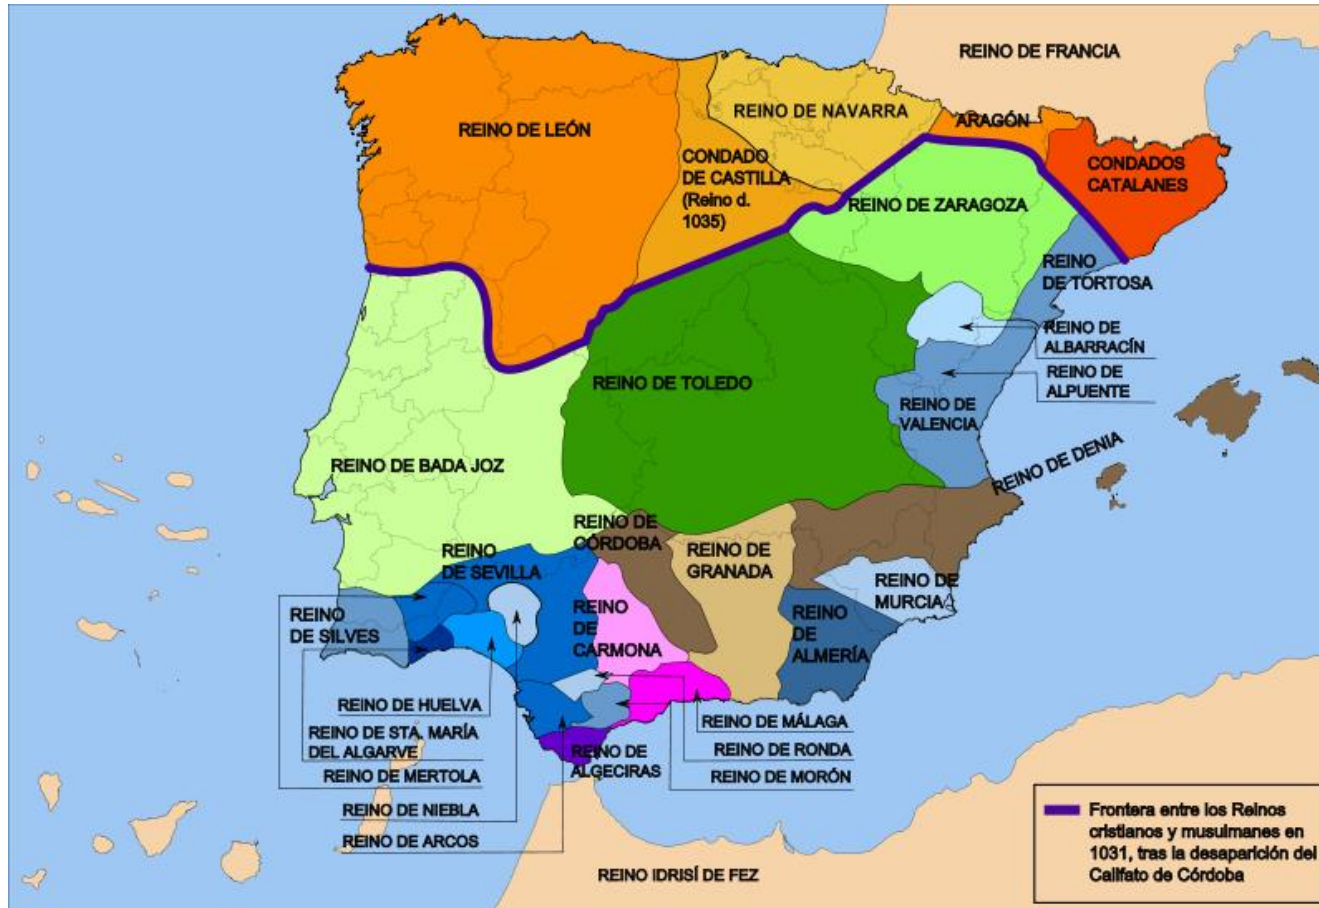 REINO DE FRANCIA
REINO DE NAVARRA
REINO DE LEÓN
ARAGÓN
CONDADO
DE CASTILLA
(Reino d.
1035)
CONDADOS
CATALANES
REINO DE ZARAGOZA
REINO
DE TORTOSA
REINO DE
ALBARRACÍN
REINO DE
ALPUENTE
REINO DE TOLEDO
REINO DE
VALENCIA
REINO DE DENIA
REINO DE BADA JOZ
REINO DE
CÓRDOBA
REINO
DE SEVILLA
REINO DE
GRANADA
REINO DE
MURCIA
REINO
DE SILVES
REINO
DE
CARMONA
REINO
DE
ALMERÍA
REINO DE HUELVA
REINO DE STA. MARÍA
DEL ALGARVE
REINO DE MERTOLA
REINO DE NIEBLA
REINO DE ARCOS
REINO DE
ALGECIRAS
REINO DE MÁLAGA
REINO DE RONDA
REINO DE MORÓN
REINO IDRISÍ DE FEZ
Frontera entre los Reinos
cristianos y musulmanes en
1031, tras la desaparición del
Califato de Córdoba